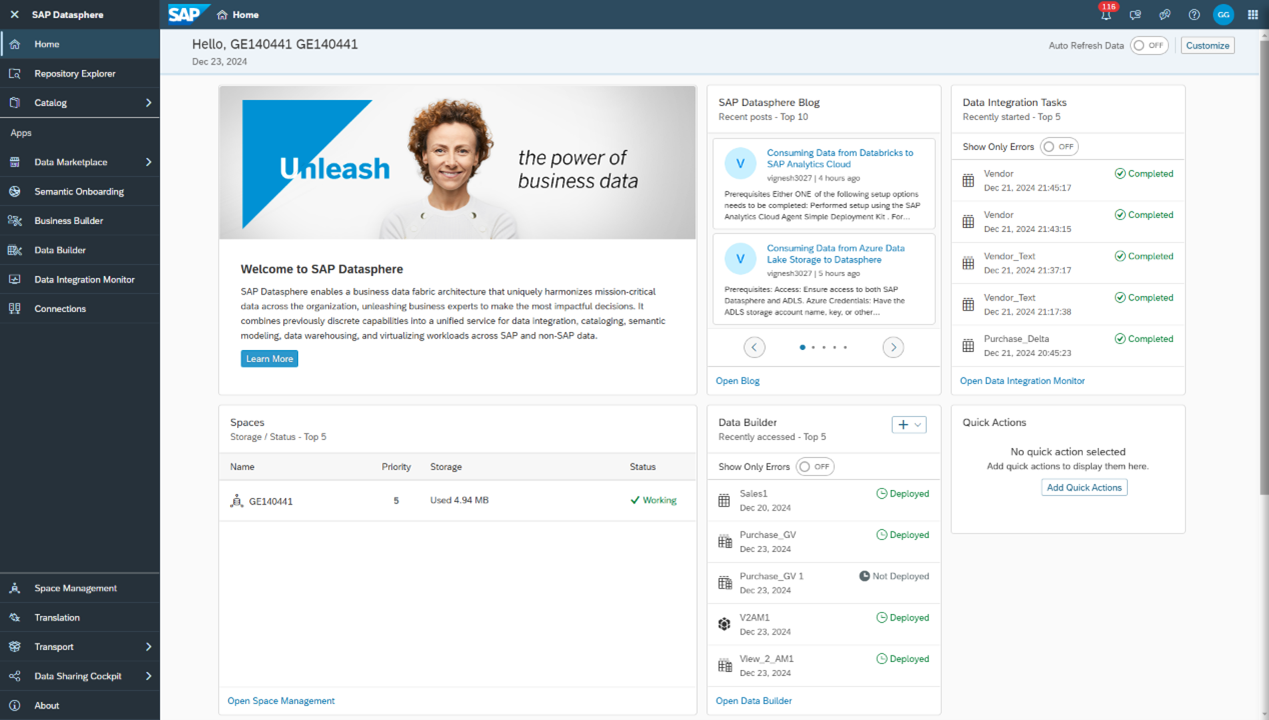 SAP Datasphere
Home
Repository Explorer
Catalog
Apps
Data Marketplace
Semantic Onboarding
Business Builder
Data Builder
Data Integration Monitor
Connections
Space Management
Translation
Transport
Data Sharing Cockpit
About
SAP Home
116
GG
Hello, GE140441 GE140441
Dec 23, 2024
Auto Refresh Data OFF Customize
Unleash
the power of
business data
Welcome to SAP Datasphere
SAP Datasphere enables a business data fabric architecture that uniquely harmonizes mission-critical
data across the organization, unleashing business experts to make the most impactful decisions. It
combines previously discrete capabilities into a unified service for data integration, cataloging, semantic
modeling, data warehousing, and virtualizing workloads across SAP and non-SAP data.
Learn More
SAP Datasphere Blog
Recent posts - Top 10
V
Consuming Data from Databricks to
SAP Analytics Cloud
vignesh3027 | 4 hours ago
Prerequisites Either ONE of the following setup options
needs to be completed: Performed setup using the SAP
Analytics Cloud Agent Simple Deployment Kit . For...
V
Consuming Data from Azure Data
Lake Storage to Datasphere
vignesh3027 | 5 hours ago
Prerequisites: Access: Ensure access to both SAP
Datasphere and ADLS. Azure Credentials: Have the
ADLS storage account name, key, or other...
Open Blog
Data Integration Tasks
Recently started - Top 5
Show Only Errors OFF
Vendor Completed
Dec 21, 2024 21:45:17
Vendor Completed
Dec 21, 2024 21:43:15
Vendor_Text Completed
Dec 21, 2024 21:37:17
Vendor_Text Completed
Dec 21, 2024 21:17:38
Purchase_Delta Completed
Dec 21, 2024 20:45:23
Open Data Integration Monitor
Spaces
Storage / Status - Top 5
Name Priority Storage Status
GE140441 5 Used 4.94 MB Working
Open Space Management
Data Builder
Recently accessed - Top 5
Show Only Errors OFF
Sales1 Deployed
Dec 20, 2024
Purchase_GV Deployed
Dec 23, 2024
Purchase_GV 1 Not Deployed
Dec 23, 2024
V2AM1 Deployed
Dec 23, 2024
View_2_AM1 Deployed
Dec 23, 2024
Open Data Builder
Quick Actions
No quick action selected
Add quick actions to display them here.
Add Quick Actions